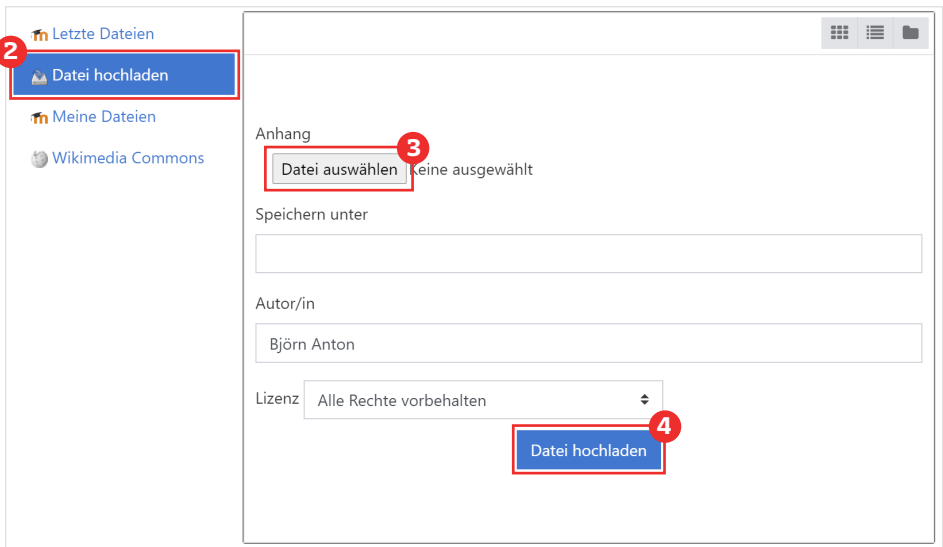 Letzte Dateien
2
Datei hochladen
Meine Dateien
Wikimedia Commons
Anhang
3
Datei auswählen Keine ausgewählt
Speichern unter
Autor/in
Björn Anton
Lizenz Alle Rechte vorbehalten
4
Datei hochladen